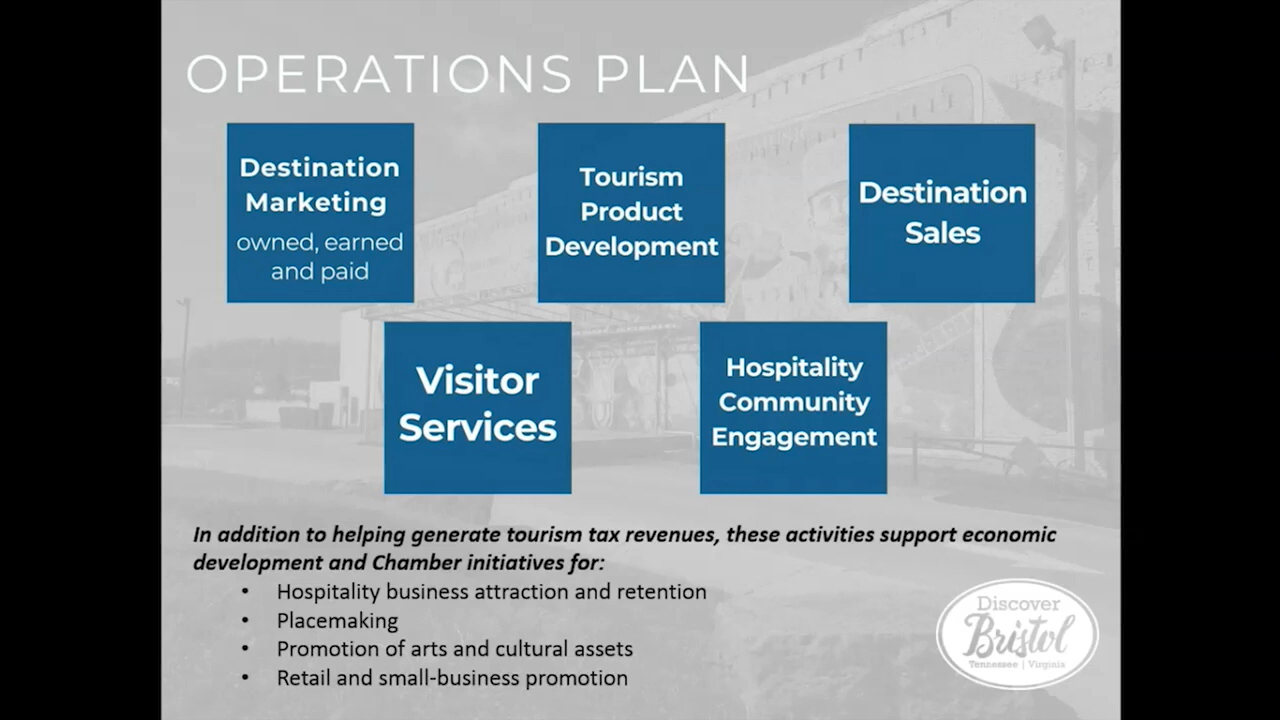 OPERATIONS PLAN
Destination
Marketing
owned, earned
and paid
Tourism
Product
Development
Destination
Sales
Visitor
Services
Hospitality
Community
Engagement
In addition to helping generate tourism tax revenues, these activities support economic
development and Chamber initiatives for:
• Hospitality business attraction and retention
• Placemaking
• Promotion of arts and cultural assets
• Retail and small-business promotion
Discover
Bristol
Tennessee | Virginia